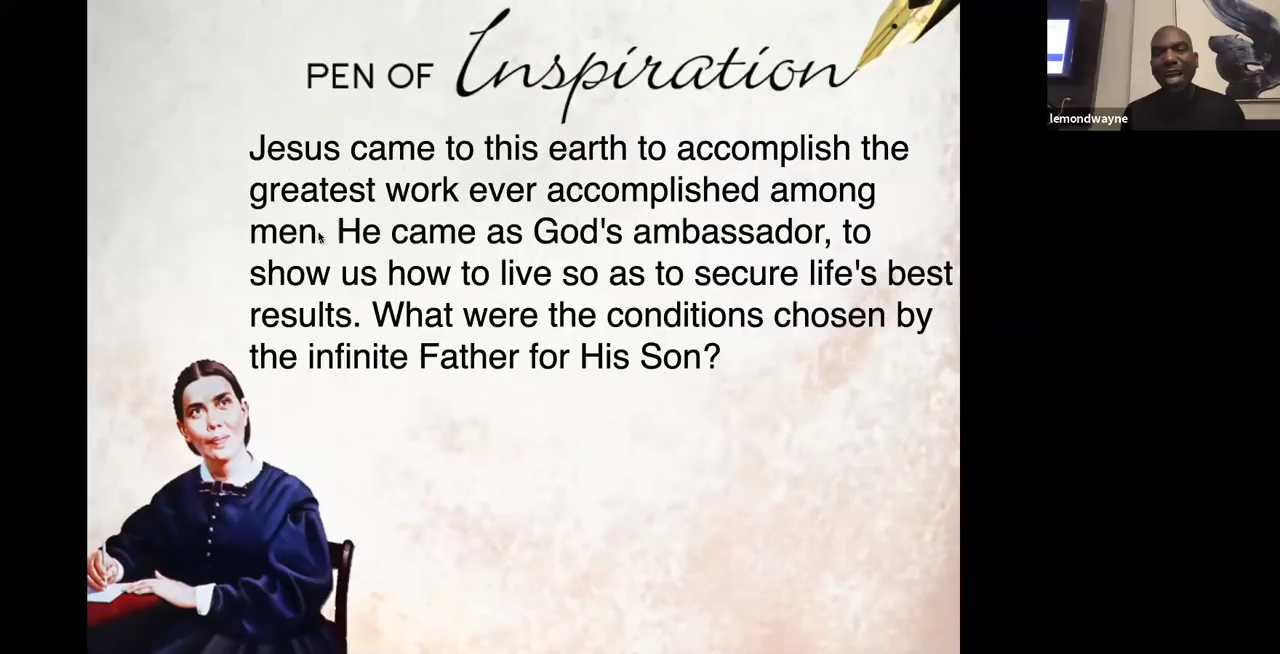 PEN OF Inspiration
Jesus came to this earth to accomplish the
greatest work ever accomplished among
men. He came as God's ambassador, to
show us how to live so as to secure life's best
results. What were the conditions chosen by
the infinite Father for His Son?
lemondwayne